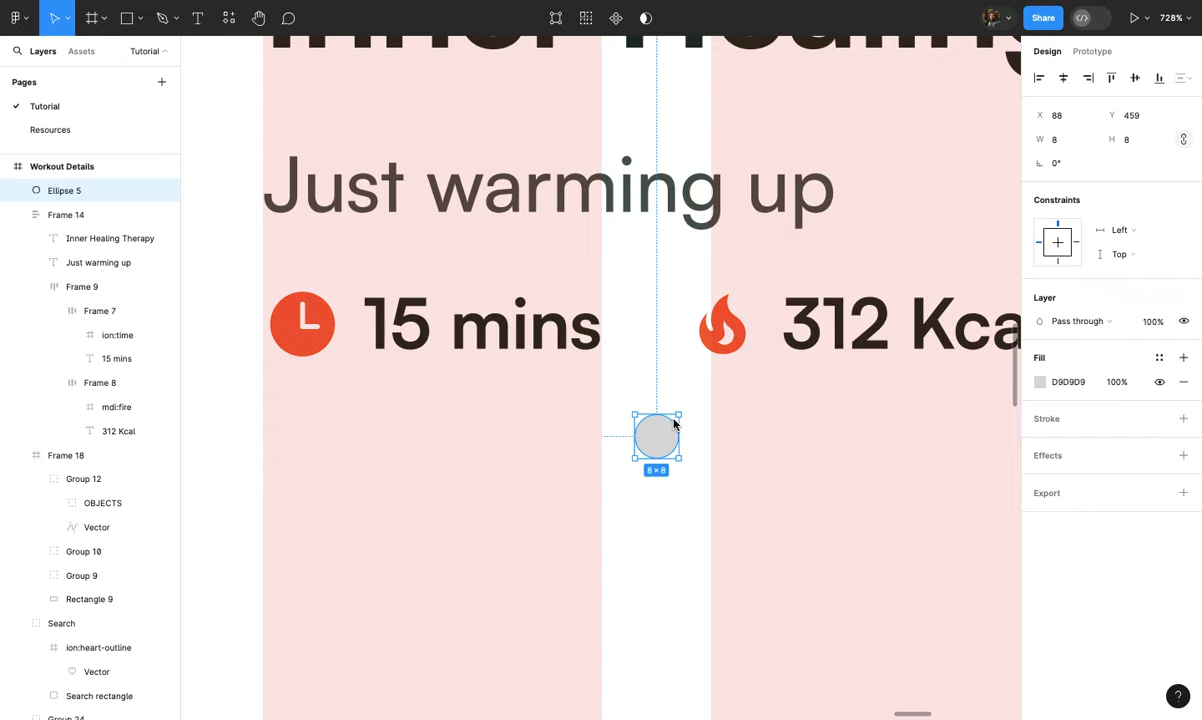 Share
728%
Layers
Assets
Tutorial
Pages
Tutorial
Resources
Workout Details
Ellipse 5
Frame 14
Inner Healing Therapy
Just warming up
Frame 9
Frame 7
ion:time
15 mins
Frame 8
mdi:fire
312 Kcal
Frame 18
Group 12
OBJECTS
Vector
Group 10
Group 9
Rectangle 9
Search
ion:heart-outline
Vector
Search rectangle
Group 24
Inner Healing
Just warming up
15 mins
312 Kca
8 × 8
Design
Prototype
X 88
Y 459
W 8
H 8
0°
Constraints
Left
Top
Layer
Pass through
100%
Fill
D9D9D9
100%
Stroke
Effects
Export
?